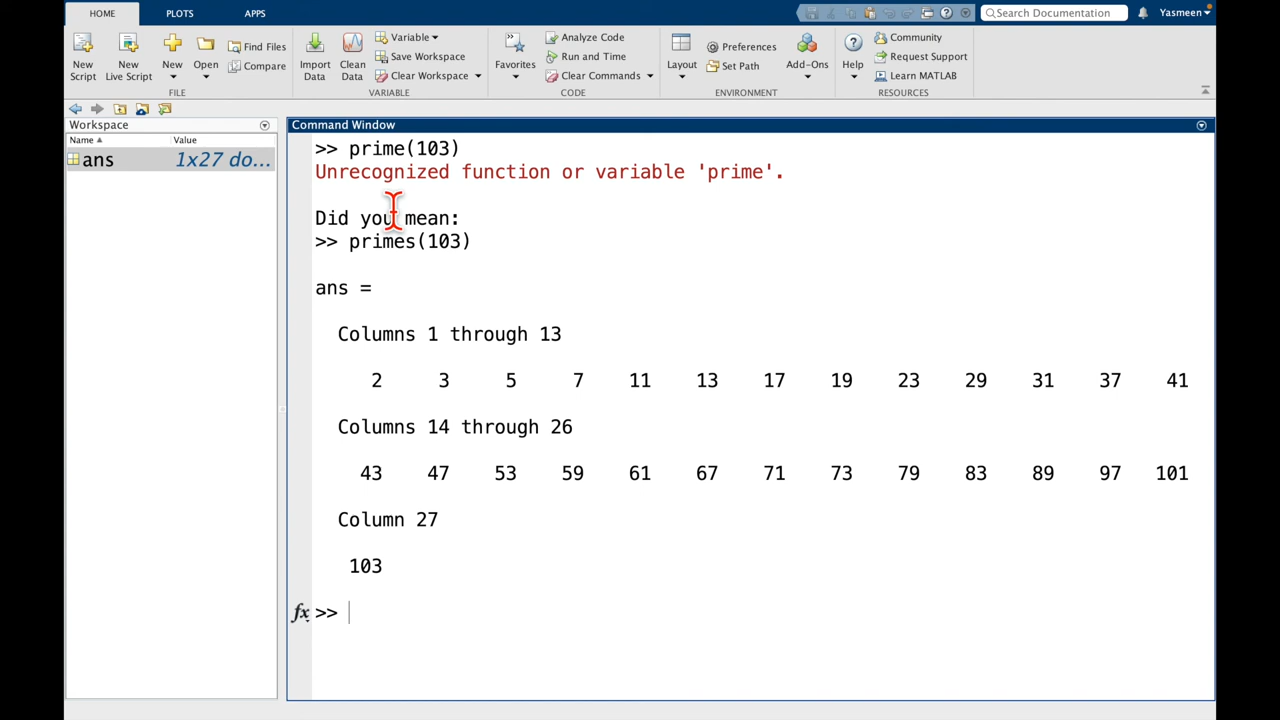 HOME PLOTS APPS
Search Documentation Yasmeen
New Script
New Live Script
New
Open
Find Files
Compare
Import Data
Clean Data
Variable
Save Workspace
Clear Workspace
Favorites
Analyze Code
Run and Time
Clear Commands
Layout
Preferences
Set Path
Add-Ons
Help
Community
Request Support
Learn MATLAB
FILE VARIABLE CODE ENVIRONMENT RESOURCES
Workspace
Name Value
ans 1x27 do...
Command Window
>> prime(103)
Unrecognized function or variable 'prime'.
Did you mean:
>> primes(103)
ans =
Columns 1 through 13
2 3 5 7 11 13 17 19 23 29 31 37 41
Columns 14 through 26
43 47 53 59 61 67 71 73 79 83 89 97 101
Column 27
103
fx >>